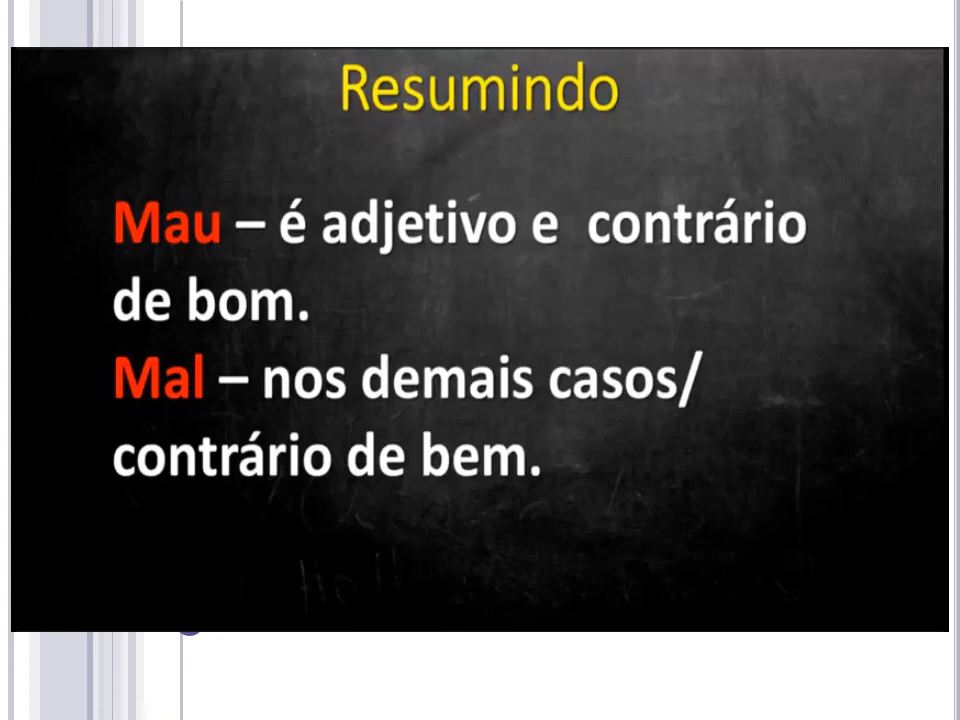 Resumindo
Mau – é adjetivo e contrário
de bom.
Mal – nos demais casos/
contrário de bem.